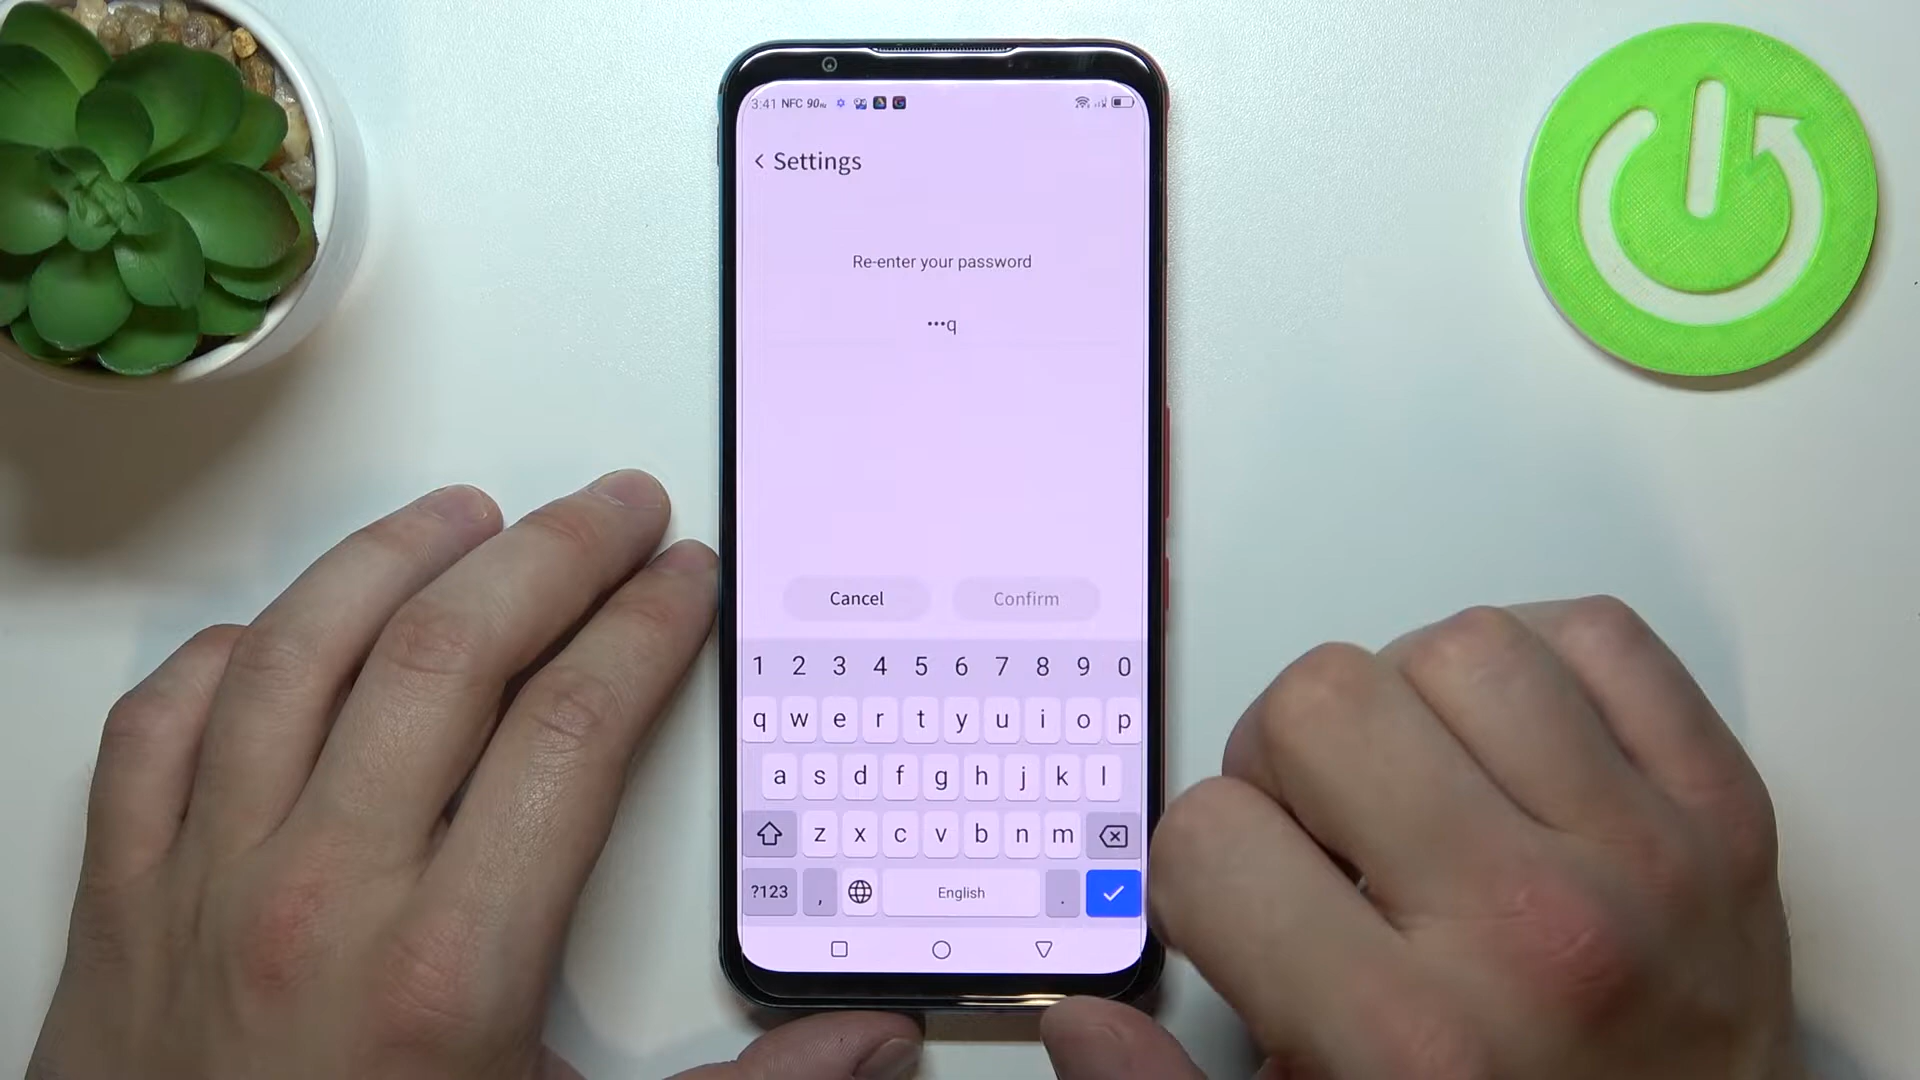 3:41 NFC 90Hz
Settings
Re-enter your password
•••q
Cancel Confirm
1 2 3 4 5 6 7 8 9 0
q w e r t y u i o p
a s d f g h j k l
z x c v b n m
?123 , English .